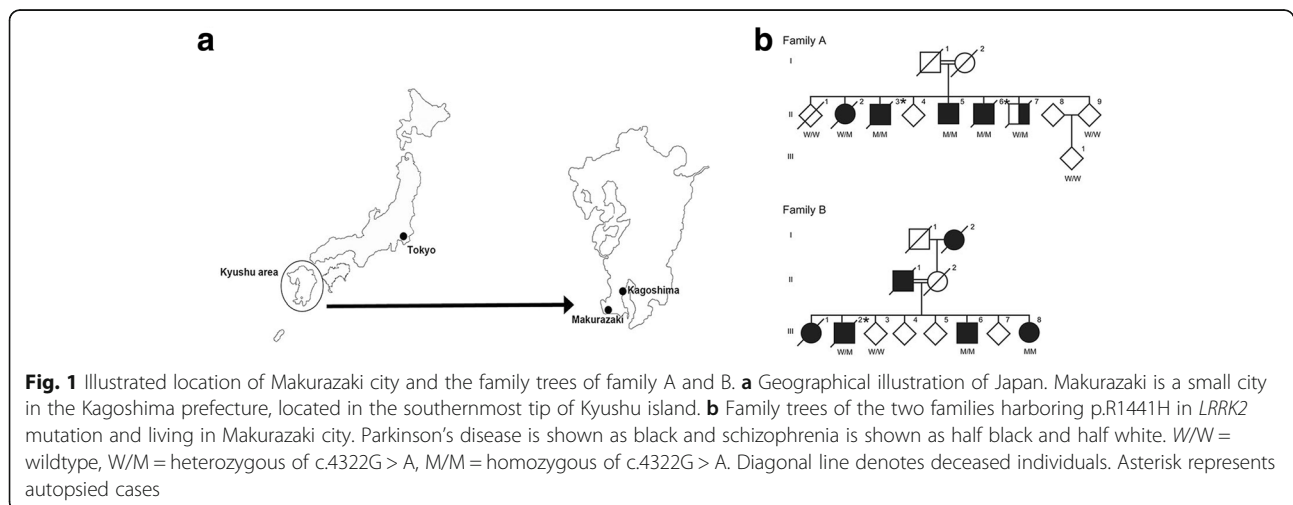 a
Tokyo
Kyushu area
Kagoshima
Makurazaki
b
Family A
I
1 2
II
1 2 3* 4 5 6* 7 8 9
W/W W/M M/M M/M M/M W/M W/W
III
1
W/W
Family B
I
1 2
II
1 2
III
1 2* 3 4 5 6 7 8
W/M W/W M/M MM
Fig. 1 Illustrated location of Makurazaki city and the family trees of family A and B. a Geographical illustration of Japan. Makurazaki is a small city
in the Kagoshima prefecture, located in the southernmost tip of Kyushu island. b Family trees of the two families harboring p.R1441H in LRRK2
mutation and living in Makurazaki city. Parkinson's disease is shown as black and schizophrenia is shown as half black and half white. W/W =
wildtype, W/M = heterozygous of c.4322G > A, M/M = homozygous of c.4322G > A. Diagonal line denotes deceased individuals. Asterisk represents
autopsied cases